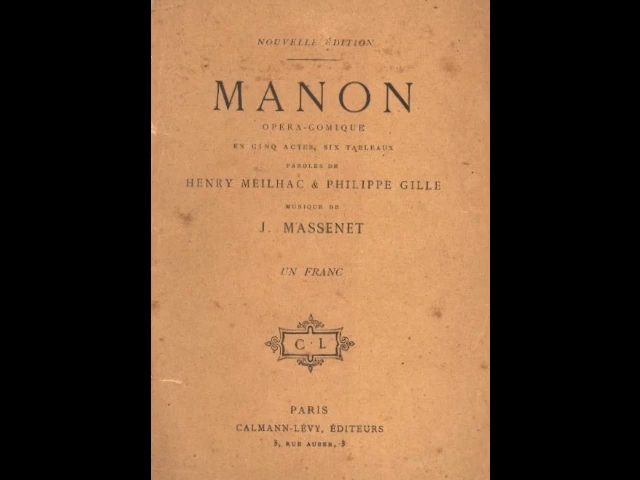 NOUVELLE ÉDITION
MANON
OPÉRA-COMIQUE
EN CINQ ACTES, SIX TABLEAUX
PAROLES DE
HENRY MEILHAC & PHILIPPE GILLE
MUSIQUE DE
J. MASSENET
UN FRANC
C · L
PARIS
CALMANN-LÉVY, ÉDITEURS
3, RUE AUBER, 3